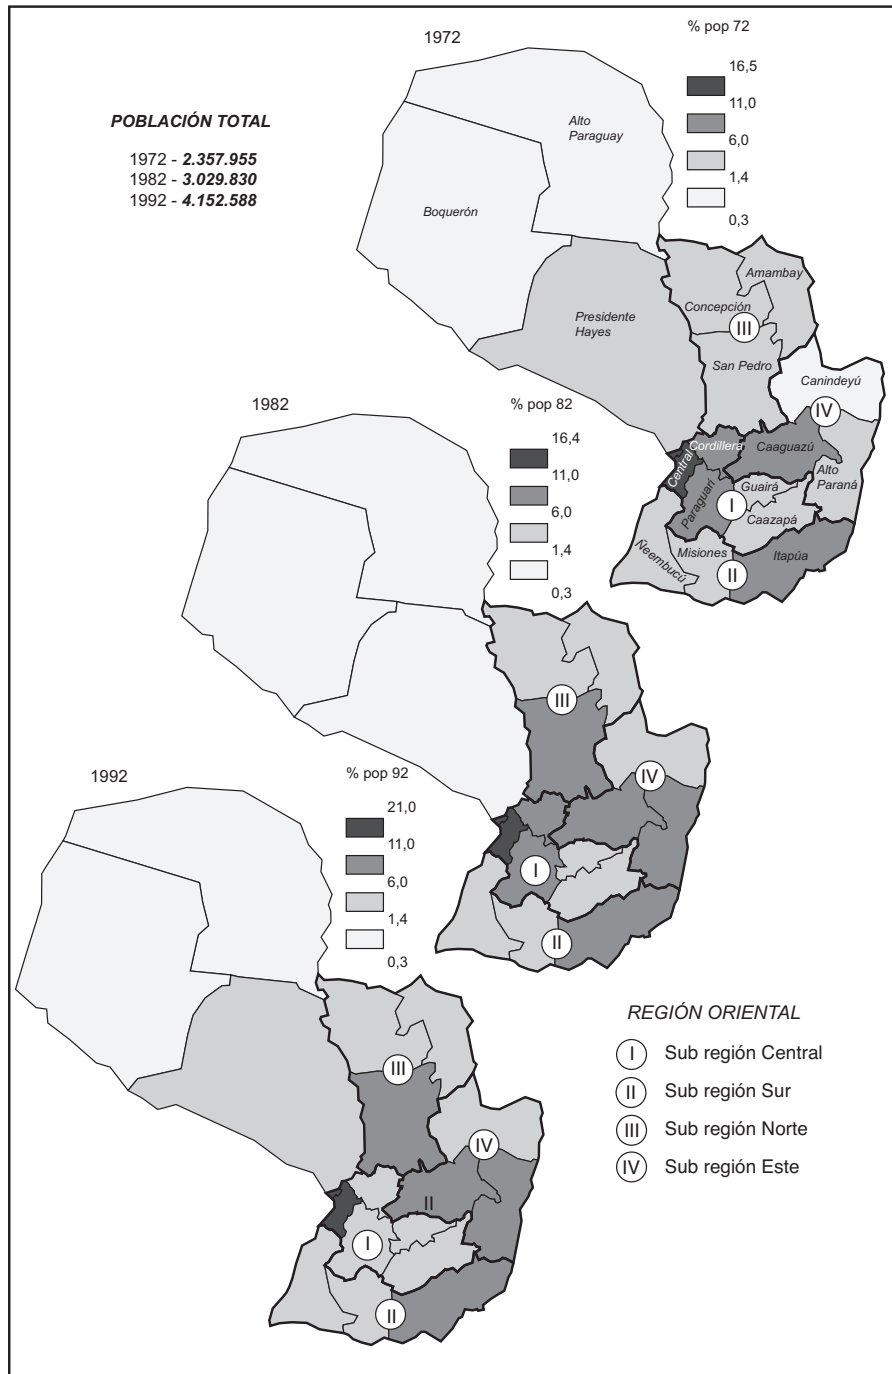 1972
% pop 72
16,5
11,0
6,0
1,4
0,3
POBLACIÓN TOTAL
1972 - 2.357.955
1982 - 3.029.830
1992 - 4.152.588
Alto
Paraguay
Boquerón
Presidente
Hayes
Amambay
Concepción
III
San Pedro
Canindeyú
IV
Cordillera
Caaguazú
Central
Alto
Paraná
Guairá
Paraguarí
I
Caazapá
Misiones
Itapúa
Ñeembucú
II
1982
% pop 82
16,4
11,0
6,0
1,4
0,3
III
IV
I
II
1992
% pop 92
21,0
11,0
6,0
1,4
0,3
III
IV
II
I
II
REGIÓN ORIENTAL
I Sub región Central
II Sub región Sur
III Sub región Norte
IV Sub región Este